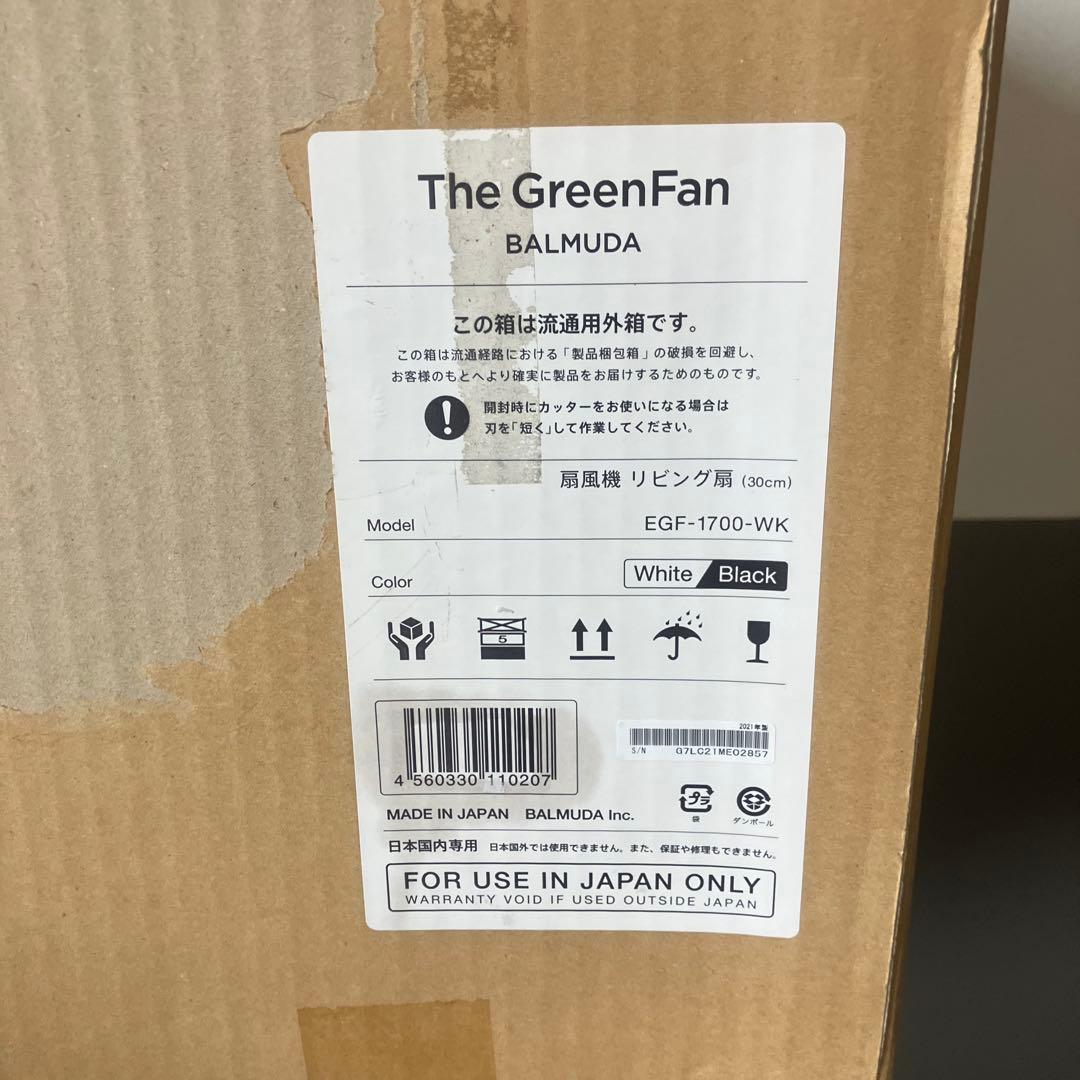 The GreenFan
BALMUDA
この箱は流通用外箱です。
この箱は流通経路における「製品梱包箱」の破損を回避し、
お客様のもとへより確実に製品をお届けするためのものです。
開封時にカッターをお使いになる場合は
刃を「短く」して作業してください。
扇風機 リビング扇 (30cm)
Model EGF-1700-WK
Color White Black
5
2021年製
S/N G7LC21ME02857
4 560330 110207
プラ
袋
ダンボール
MADE IN JAPAN BALMUDA Inc.
日本国内専用 日本国外では使用できません。また、保証や修理もできません。
FOR USE IN JAPAN ONLY
WARRANTY VOID IF USED OUTSIDE JAPAN